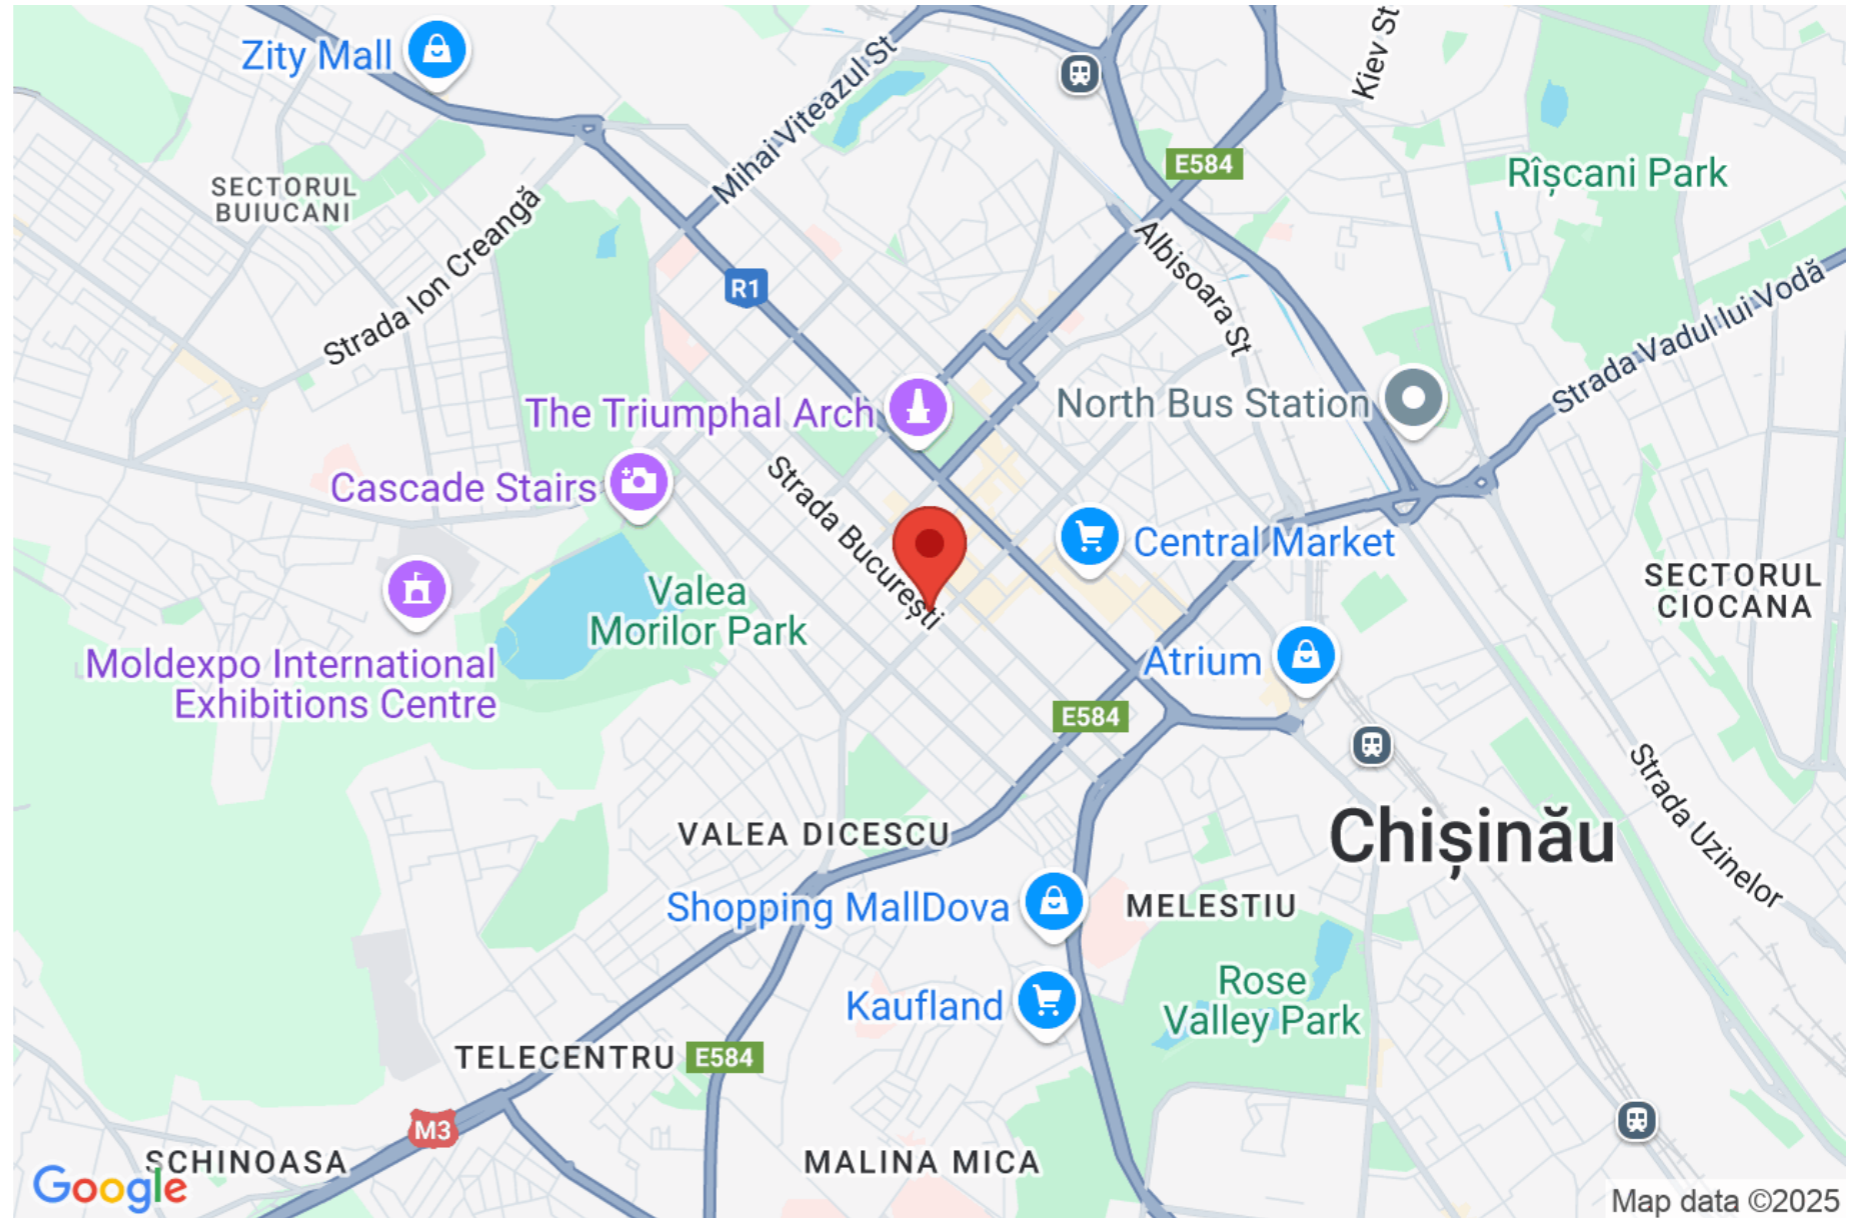 Zity Mall
Mihai Viteazul St
Kiev St
E584
Rîșcani Park
SECTORUL
BUIUCANI
Strada Ion Creangă
Albisoara St
R1
Strada Vadul lui Vodă
The Triumphal Arch
North Bus Station
Cascade Stairs
Strada București
Central Market
Valea
Morilor Park
SECTORUL
CIOCANA
Moldexpo International
Exhibitions Centre
Atrium
E584
Strada Uzinelor
VALEA DICESCU
Chișinău
Shopping MallDova
MELESTIU
Rose
Valley Park
Kaufland
TELECENTRU
E584
M3
SCHINOASA
MALINA MICA
Google
Map data ©2025